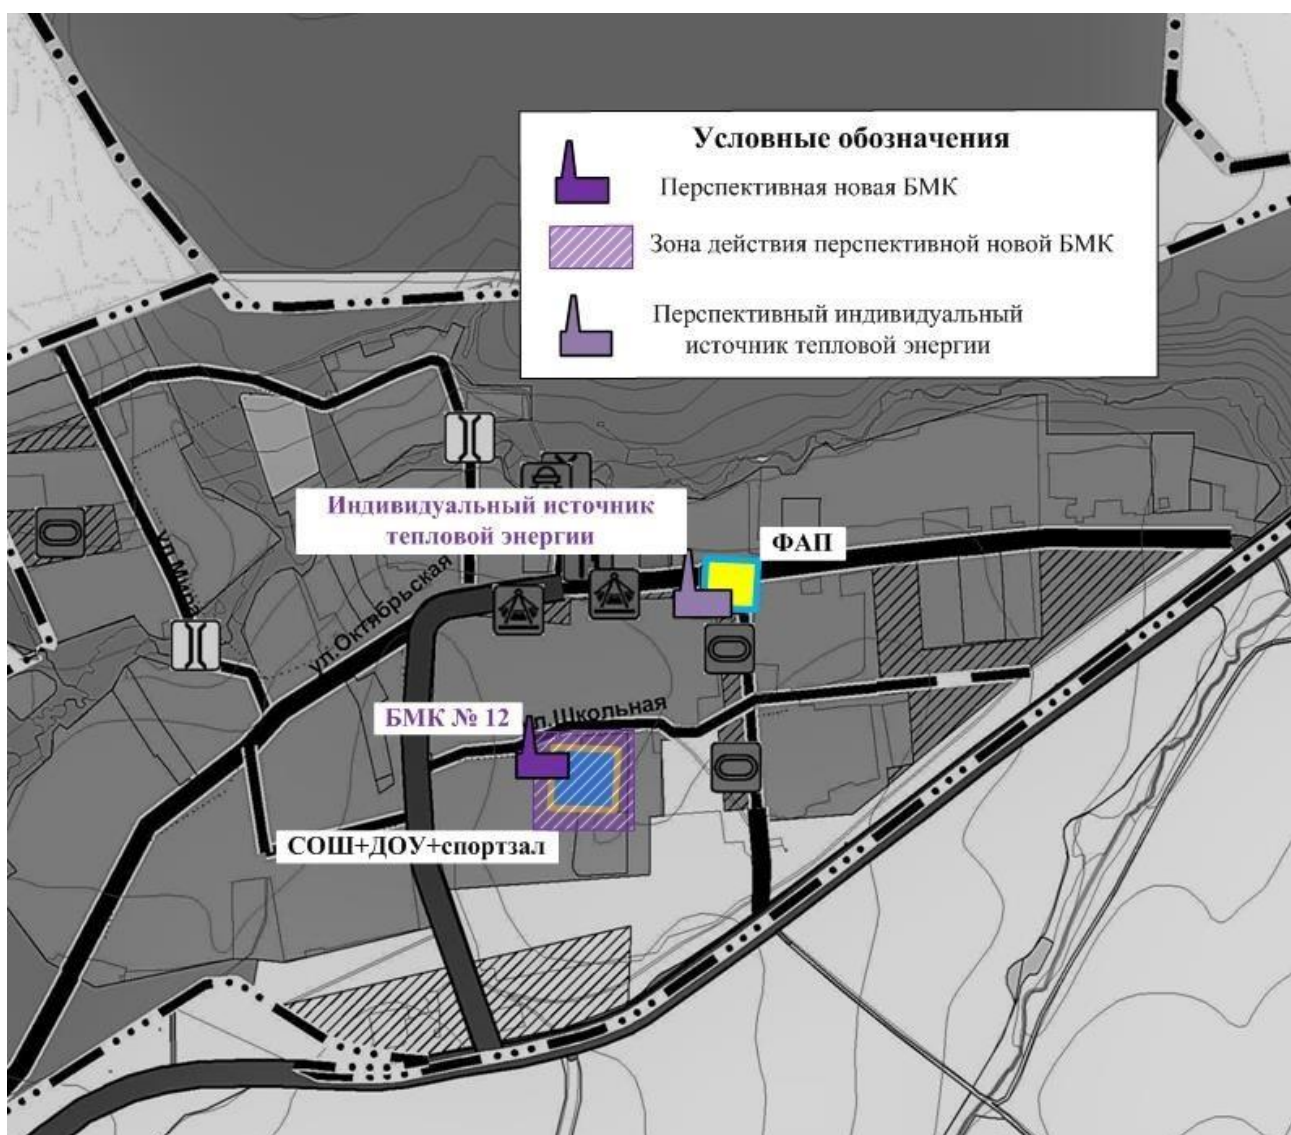 Условные обозначения
Перспективная новая БМК
Зона действия перспективной новой БМК
Перспективный индивидуальный
источник тепловой энергии
Индивидуальный источник
тепловой энергии
ФАП
ул.Мира
ул.Октябрьская
БМК № 12
л.Школьная
СОШ+ДОУ+спортзал